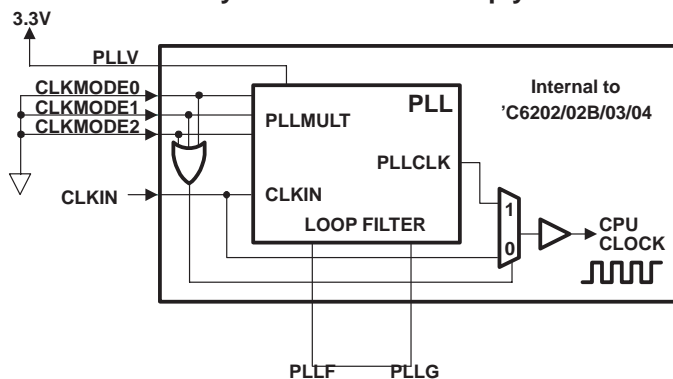 3.3V
PLLV
CLKMODE0
CLKMODE1
CLKMODE2
PLL
PLLMULT
Internal to
’C6202/02B/03/04
PLLCLK
CLKIN
CLKIN
LOOP FILTER
1
0
CPU
CLOCK
PLLF
PLLG